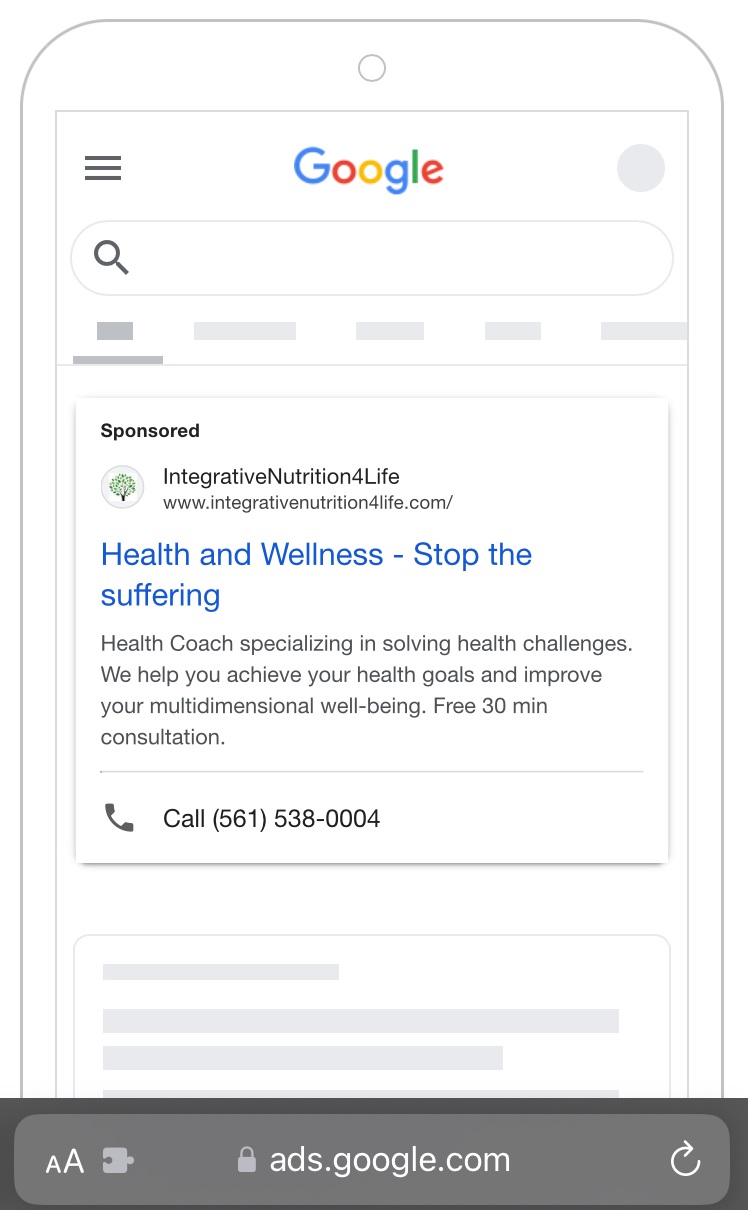 Google
Sponsored
IntegrativeNutrition4Life
www.integrativenutrition4life.com/
Health and Wellness - Stop the
suffering
Health Coach specializing in solving health challenges.
We help you achieve your health goals and improve
your multidimensional well-being. Free 30 min
consultation.
Call (561) 538-0004
AA ads.google.com